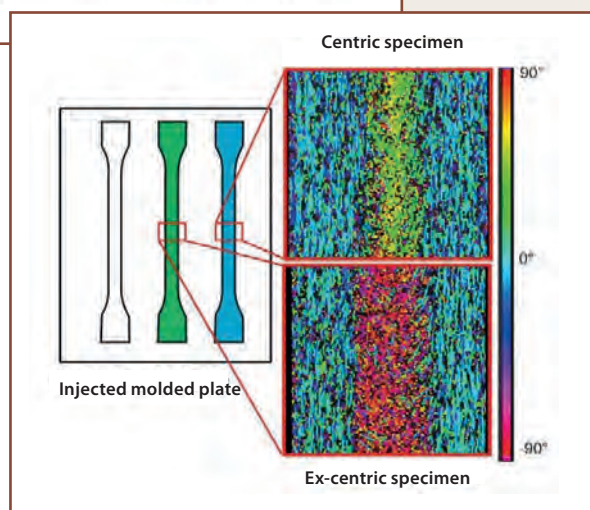 Centric specimen
90°
0°
Injected molded plate
-90°
Ex-centric specimen